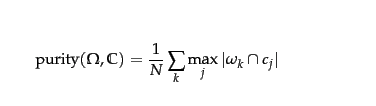 purity(Ω, ℂ) = 1/N ∑_k max_j |ω_k ∩ c_j|